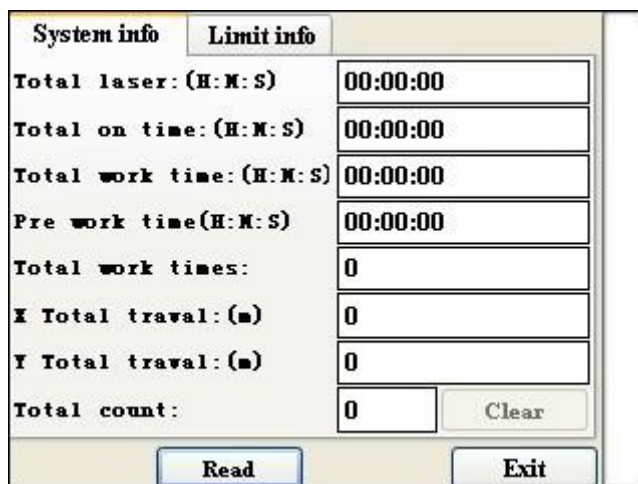 System info Limit info
Total laser:(H:M:S) 00:00:00
Total on time:(H:M:S) 00:00:00
Total work time:(H:M:S) 00:00:00
Pre work time(H:M:S) 00:00:00
Total work times: 0
X Total traval:(m) 0
Y Total traval:(m) 0
Total count: 0 Clear
Read Exit